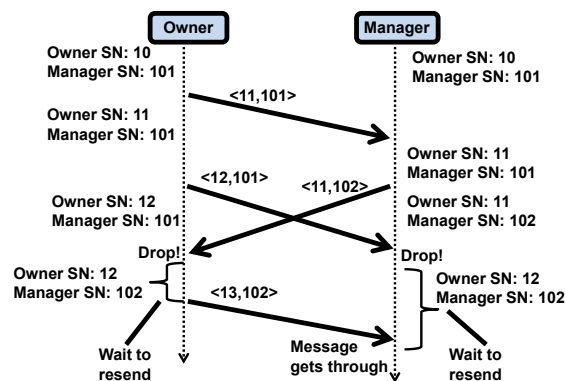 Owner
Manager
Owner SN: 10
Manager SN: 101
Owner SN: 10
Manager SN: 101
<11,101>
Owner SN: 11
Manager SN: 101
Owner SN: 11
Manager SN: 101
<12,101>
<11,102>
Owner SN: 12
Manager SN: 101
Owner SN: 11
Manager SN: 102
Drop!
Drop!
Owner SN: 12
Manager SN: 102
Owner SN: 12
Manager SN: 102
<13,102>
Wait to
resend
Message
gets through
Wait to
resend